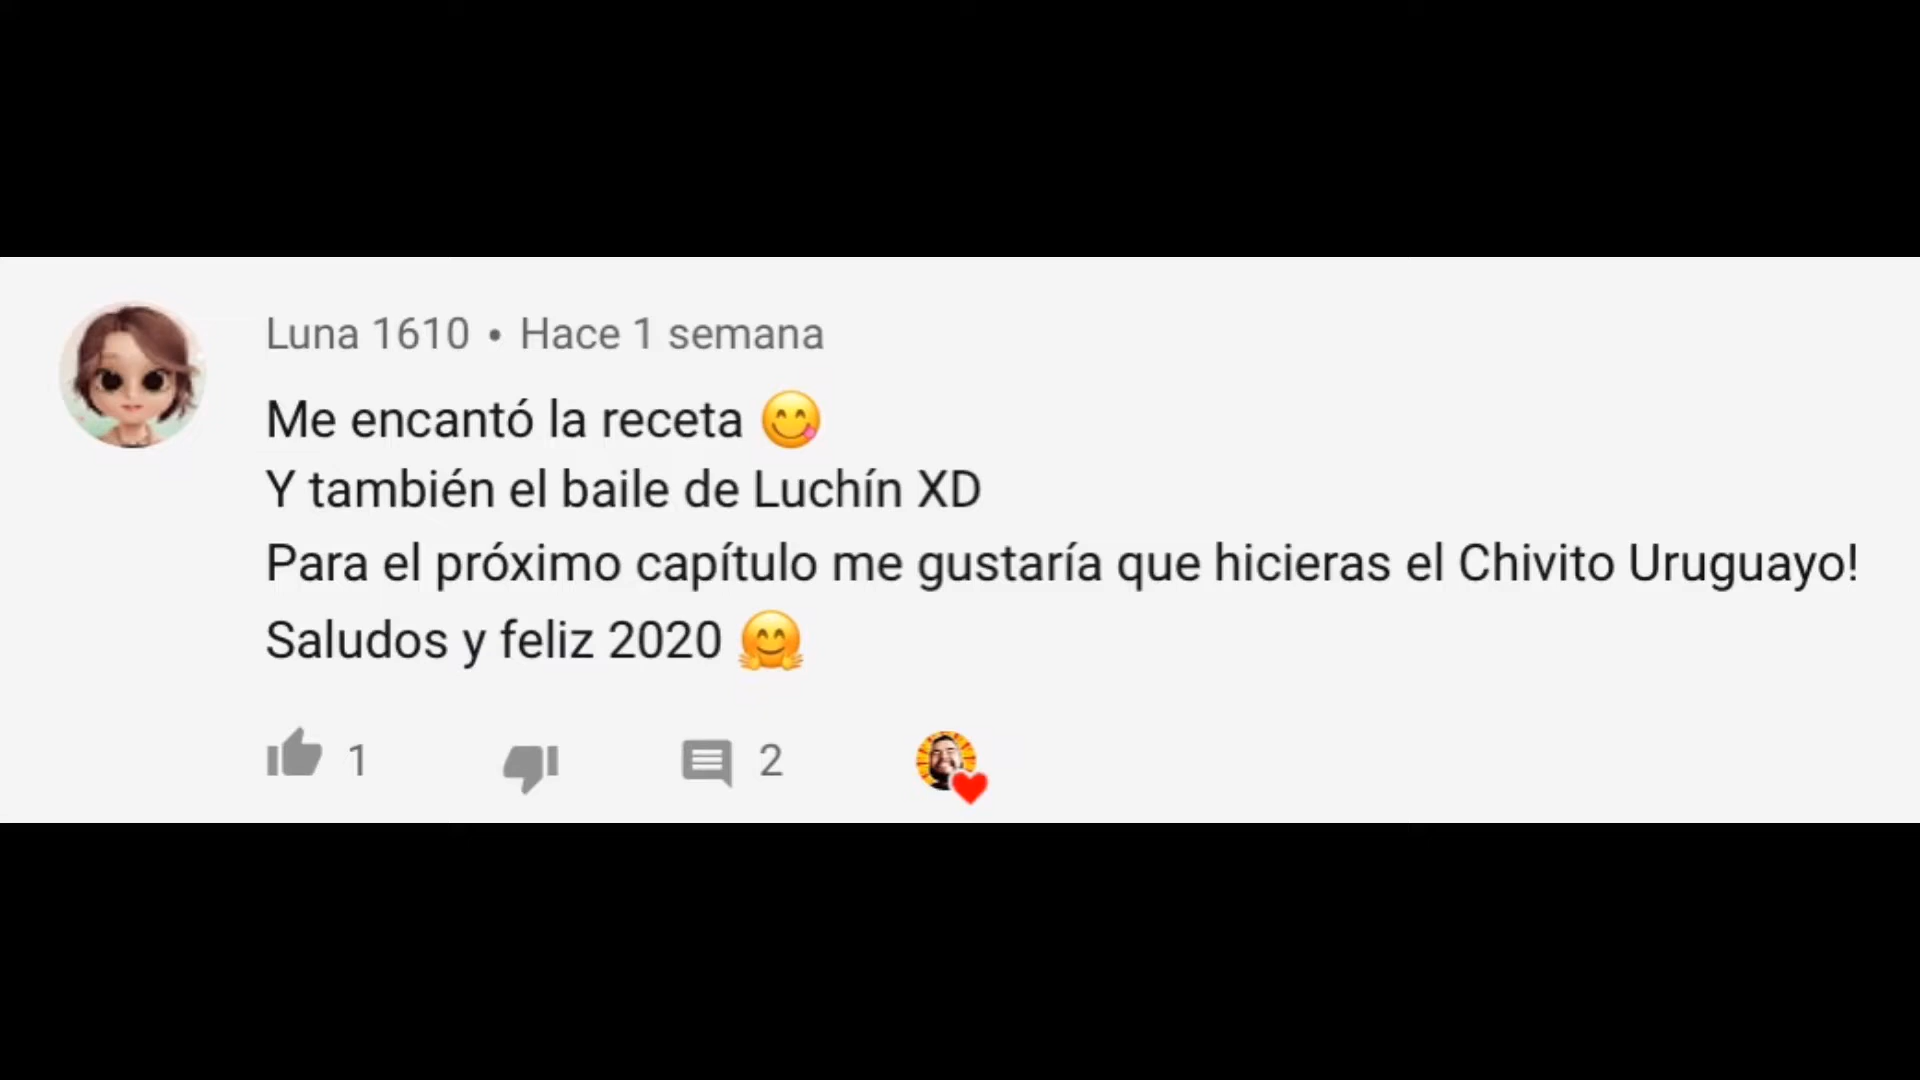 Luna 1610 • Hace 1 semana
Me encantó la receta 😋
Y también el baile de Luchín XD
Para el próximo capítulo me gustaría que hicieras el Chivito Uruguayo!
Saludos y feliz 2020 🤗
1 2